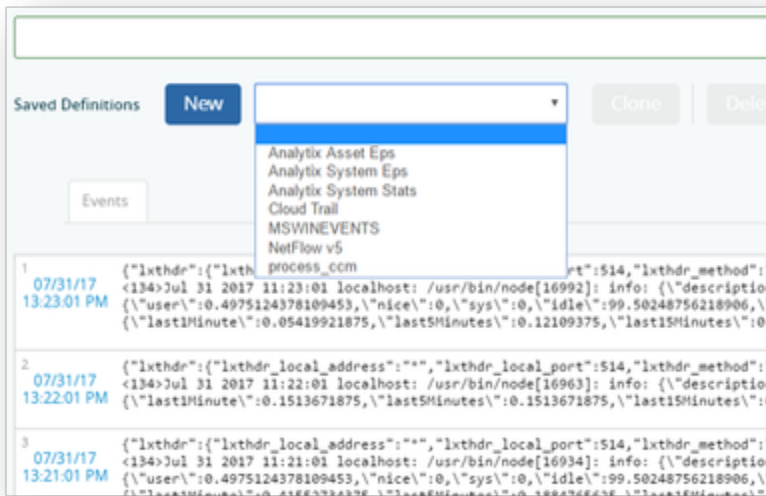 Saved Definitions New Clone Dele
Analytix Asset Eps
Analytix System Eps
Analytix System Stats
Cloud Trail
MSWINEVENTS
NetFlow v5
process_ccm
Events
1
07/31/17
13:23:01 PM
{"lxthdr":{"lxth rt":514,"lxthdr_method":
<134>Jul 31 2017 11:23:01 localhost: /usr/bin/node[16992]: info: {\"descriptio
{\"user\":0.4975124378109453,\"nice\":0,\"sys\":0,\"idle\":99.50248756218906,\
{\"last1Minute\":0.05419921875,\"last5Minutes\":0.12109375,\"last15Minutes\":0
2
07/31/17
13:22:01 PM
{"lxthdr":{"lxthdr_local_address":"*","lxthdr_local_port":514,"lxthdr_method":
<134>Jul 31 2017 11:22:01 localhost: /usr/bin/node[16963]: info: {\"descriptio
{\"last1Minute\":0.1513671875,\"last5Minutes\":0.1513671875,\"last15Minutes\":
3
07/31/17
13:21:01 PM
{"lxthdr":{"lxthdr_local_address":"*","lxthdr_local_port":514,"lxthdr_method":
<134>Jul 31 2017 11:21:01 localhost: /usr/bin/node[16934]: info: {\"descriptio
{\"user\":0.4975124378109453,\"nice\":0,\"sys\":0,\"idle\":99.50248756218906,\